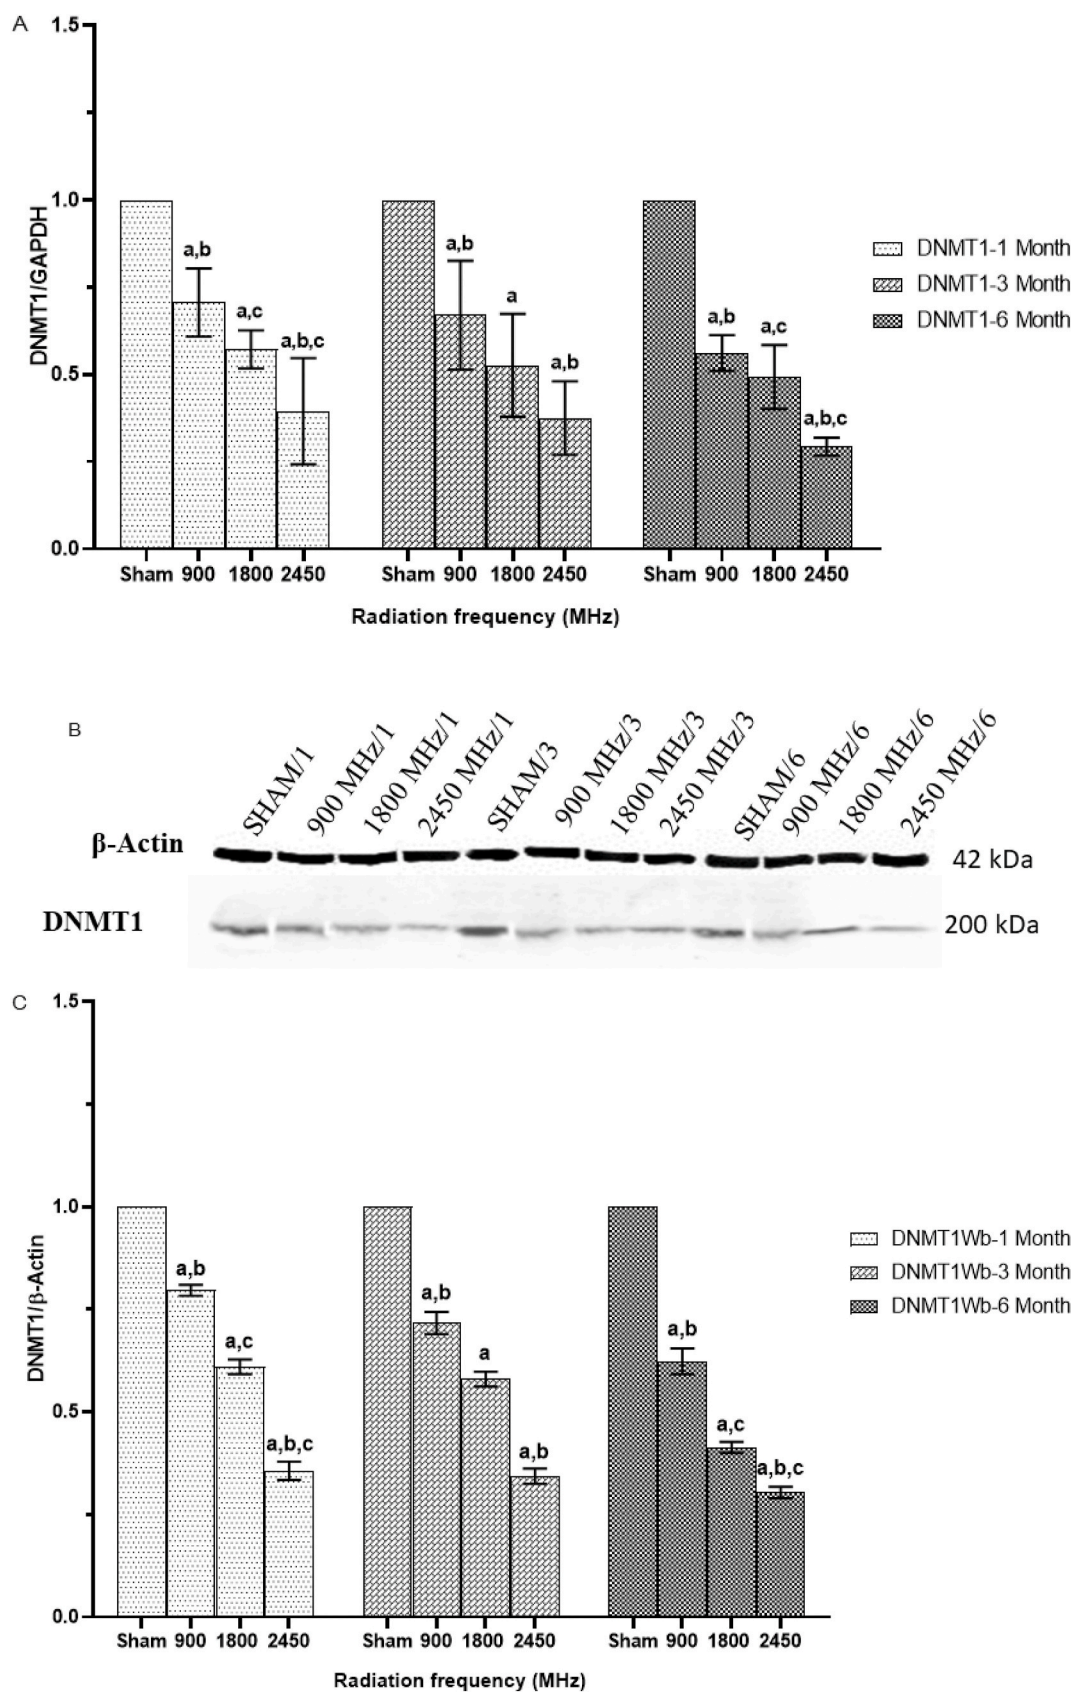 A
1.5
1.0
0.5
0.0
DNMT1/GAPDH
a,b
a,c
a,b,c
a,b
a
a,b
a,b
a,c
a,b,c
DNMT1-1 Month
DNMT1-3 Month
DNMT1-6 Month
Sham 900 1800 2450 Sham 900 1800 2450 Sham 900 1800 2450
Radiation frequency (MHz)
B
SHAM/1
900 MHz/1
1800 MHz/1
2450 MHz/1
SHAM/3
900 MHz/3
1800 MHz/3
2450 MHz/3
SHAM/6
900 MHz/6
1800 MHz/6
2450 MHz/6
β-Actin
42 kDa
DNMT1
200 kDa
C
1.5
1.0
0.5
0.0
DNMT1/β-Actin
a,b
a,c
a,b,c
a,b
a
a,b
a,b
a,c
a,b,c
DNMT1Wb-1 Month
DNMT1Wb-3 Month
DNMT1Wb-6 Month
Sham 900 1800 2450 Sham 900 1800 2450 Sham 900 1800 2450
Radiation frequency (MHz)